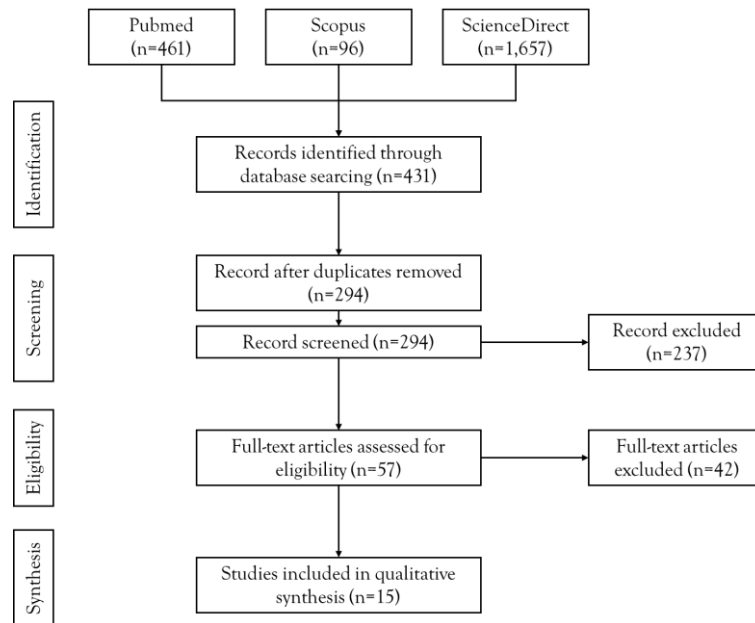 Pubmed
(n=461)
Scopus
(n=96)
ScienceDirect
(n=1,657)
Identification
Records identified through
database searcing (n=431)
Screening
Record after duplicates removed
(n=294)
Record screened (n=294)
Record excluded
(n=237)
Eligibility
Full-text articles assessed for
eligibility (n=57)
Full-text articles
excluded (n=42)
Synthesis
Studies included in qualitative
synthesis (n=15)